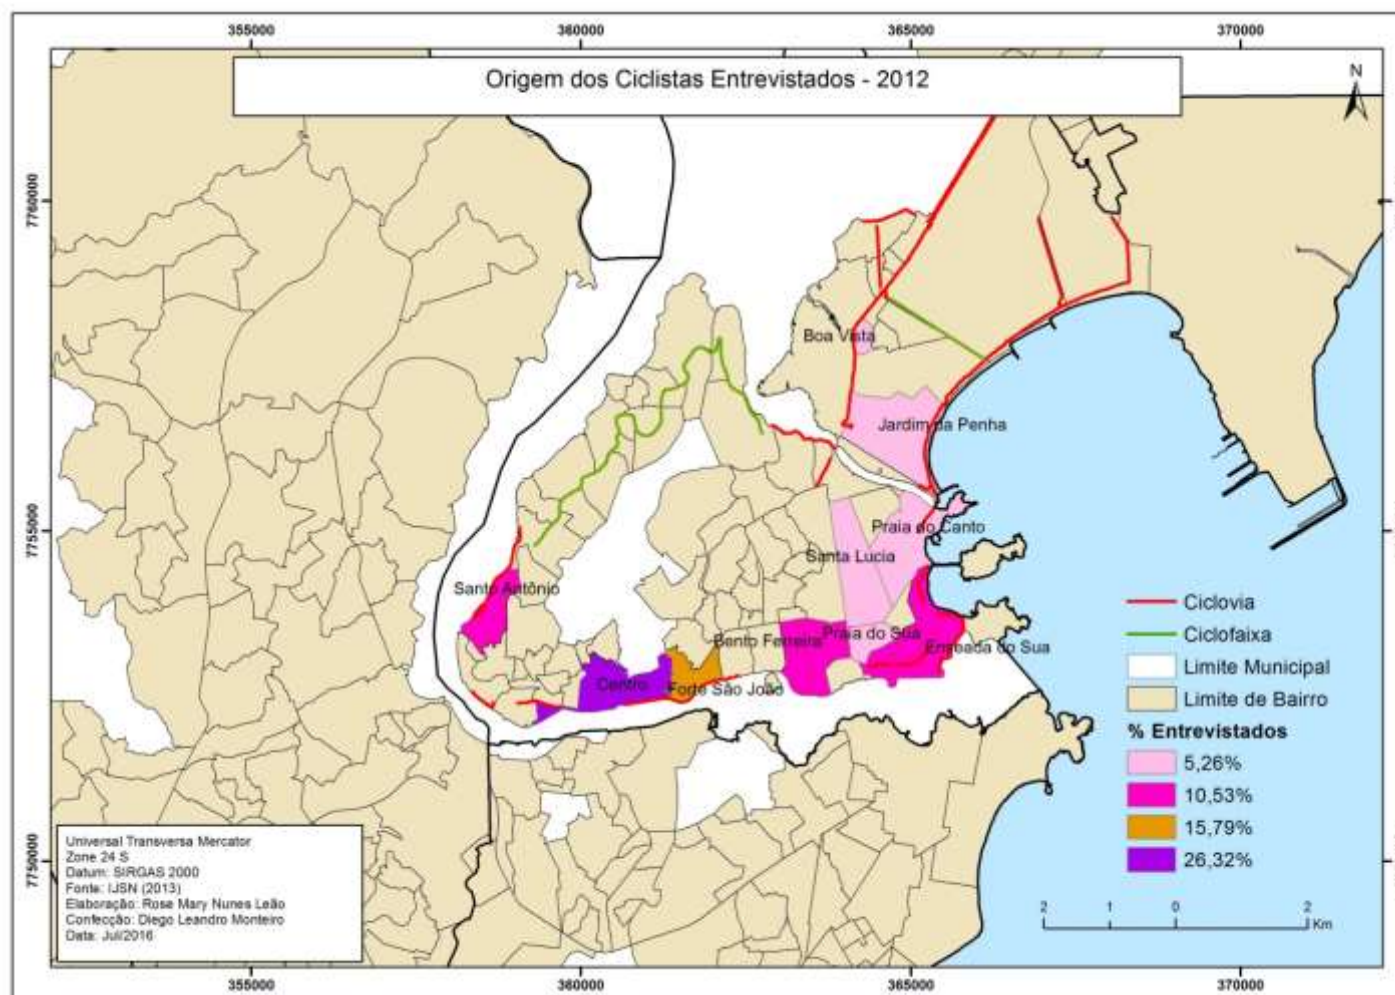 355000 360000 365000 370000
Origem dos Ciclistas Entrevistados - 2012
N
7760000
Boa Vista
Jardim da Penha
7755000
Praia do Canto
Santa Lucia
Santo Antônio
Ciclovia
Ciclofaixa
Bento Ferreira
Praia do Suá
Enseada do Sua
Limite Municipal
Centro
Forte São João
Limite de Bairro
% Entrevistados
5,26%
10,53%
15,79%
26,32%
7750000
Universal Transversa Mercator
Zone 24 S
Datum: SIRGAS 2000
Fonte: IJSN (2013)
Elaboração: Rose Mary Nunes Leão
Confecção: Diego Leandro Monteiro
Data: Jul/2016
2 1 0 2
Km
355000 360000 365000 370000